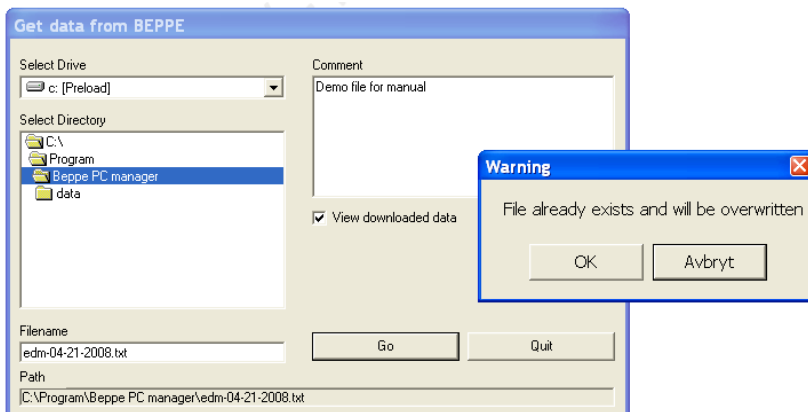 Get data from BEPPE
Select Drive
c: [Preload]
Select Directory
C:\
Program
Beppe PC manager
data
Comment
Demo file for manual
View downloaded data
Filename
edm-04-21-2008.txt
Go
Quit
Path
C:\Program\Beppe PC manager\edm-04-21-2008.txt
Warning
File already exists and will be overwritten
OK
Avbryt